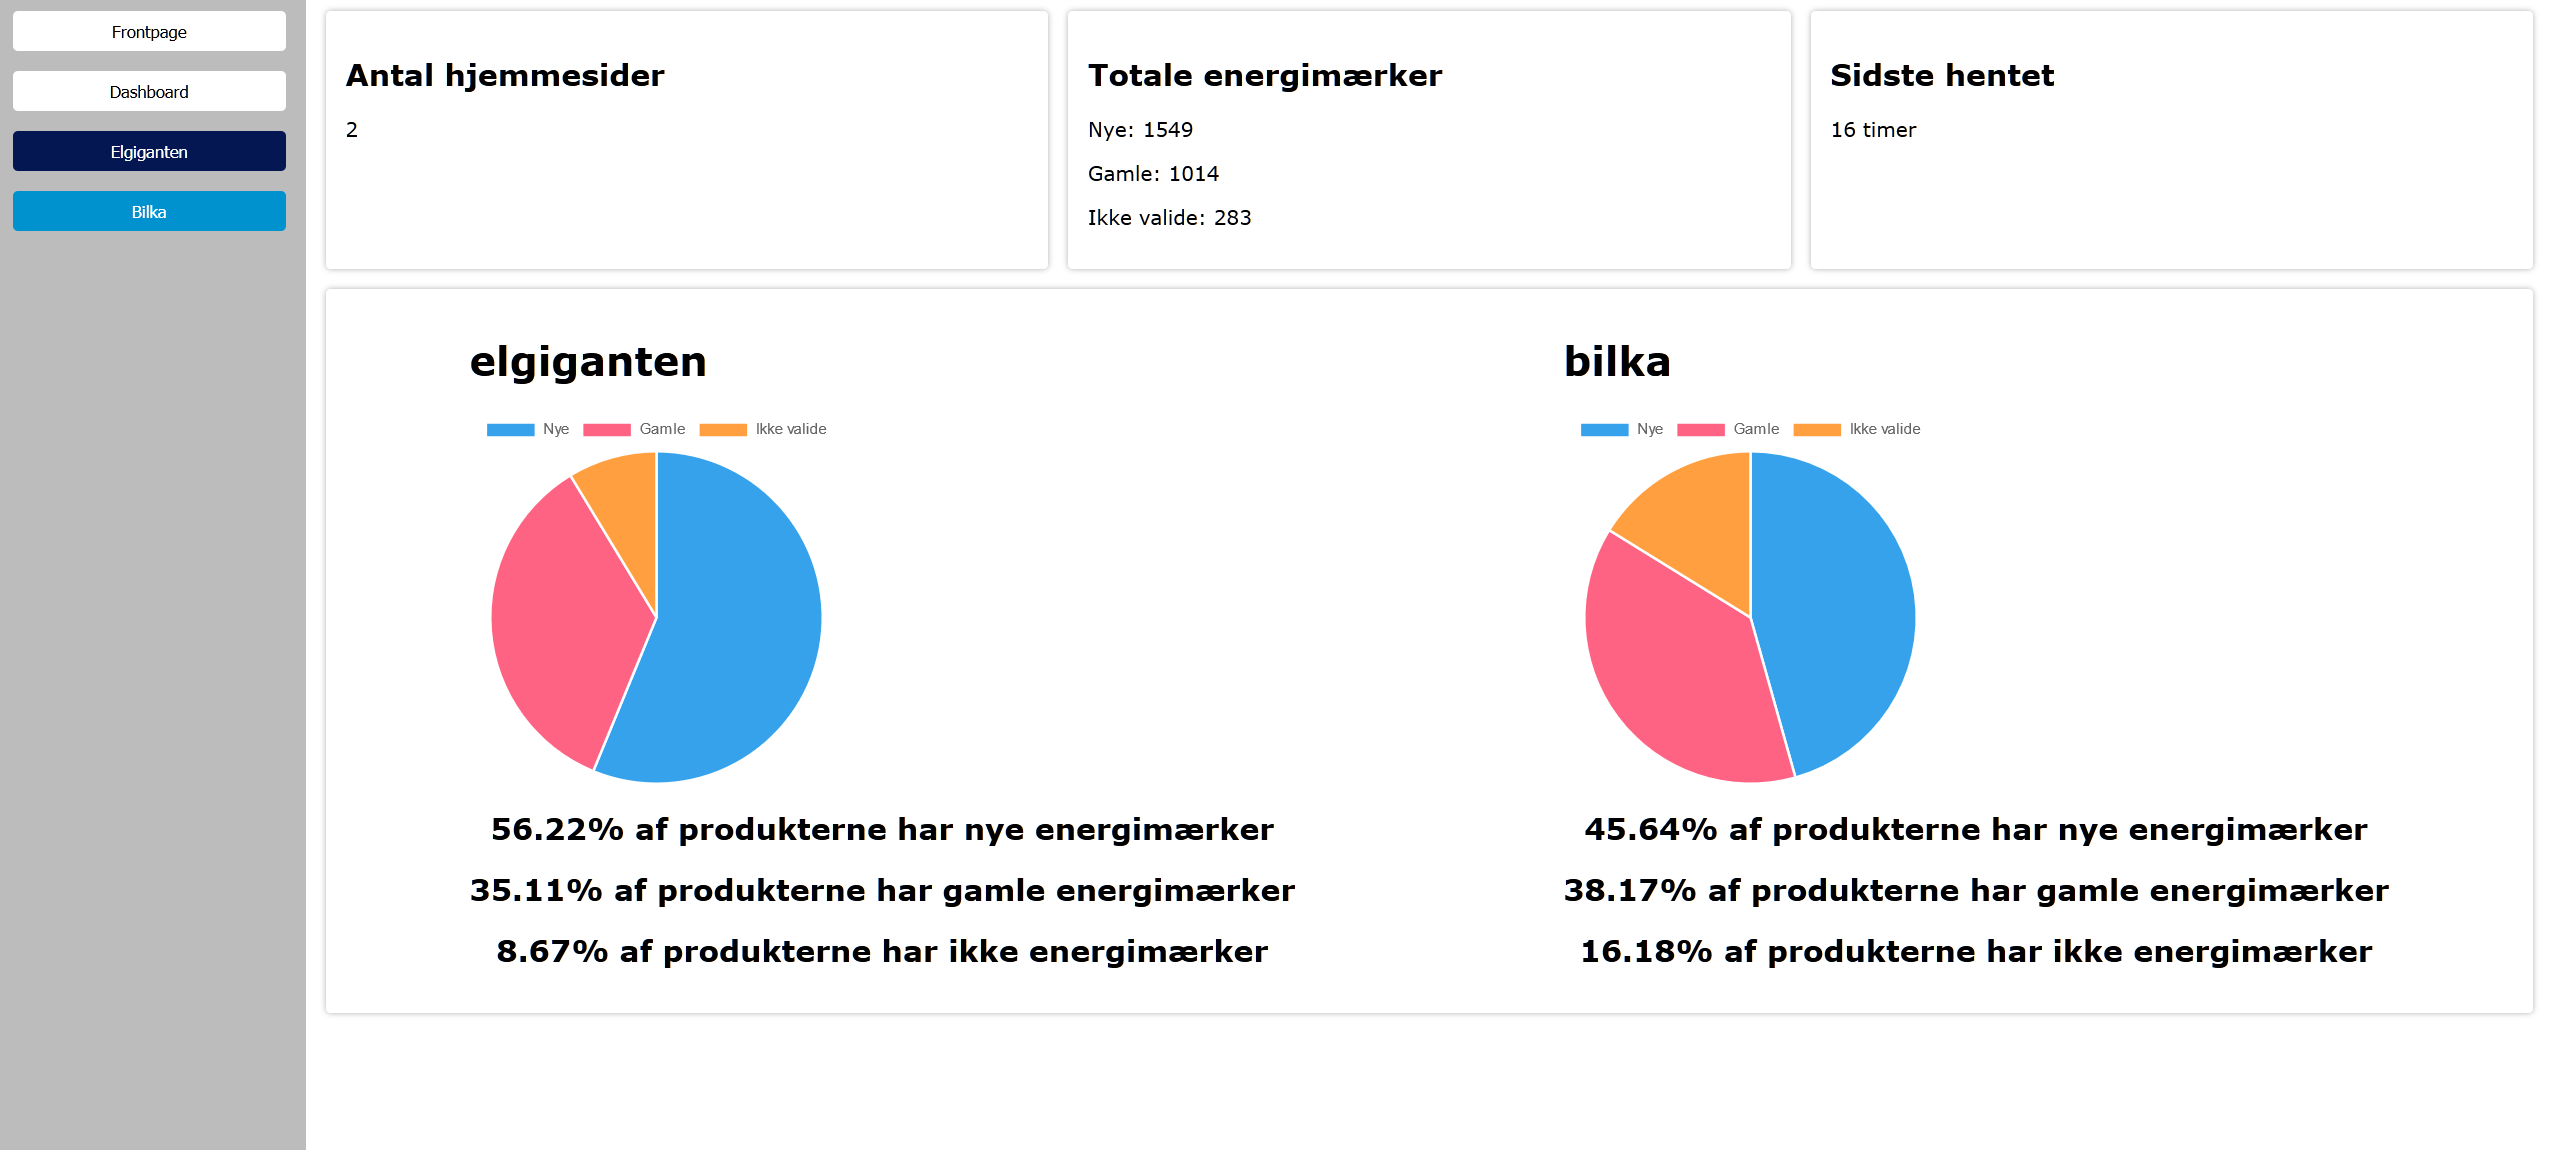 Frontpage
Dashboard
Elgiganten
Bilka
Antal hjemmesider
2
Totale energimærker
Nye: 1549
Gamle: 1014
Ikke valide: 283
Sidste hentet
16 timer
elgiganten
Nye Gamle Ikke valide
56.22% af produkterne har nye energimærker
35.11% af produkterne har gamle energimærker
8.67% af produkterne har ikke energimærker
bilka
Nye Gamle Ikke valide
45.64% af produkterne har nye energimærker
38.17% af produkterne har gamle energimærker
16.18% af produkterne har ikke energimærker